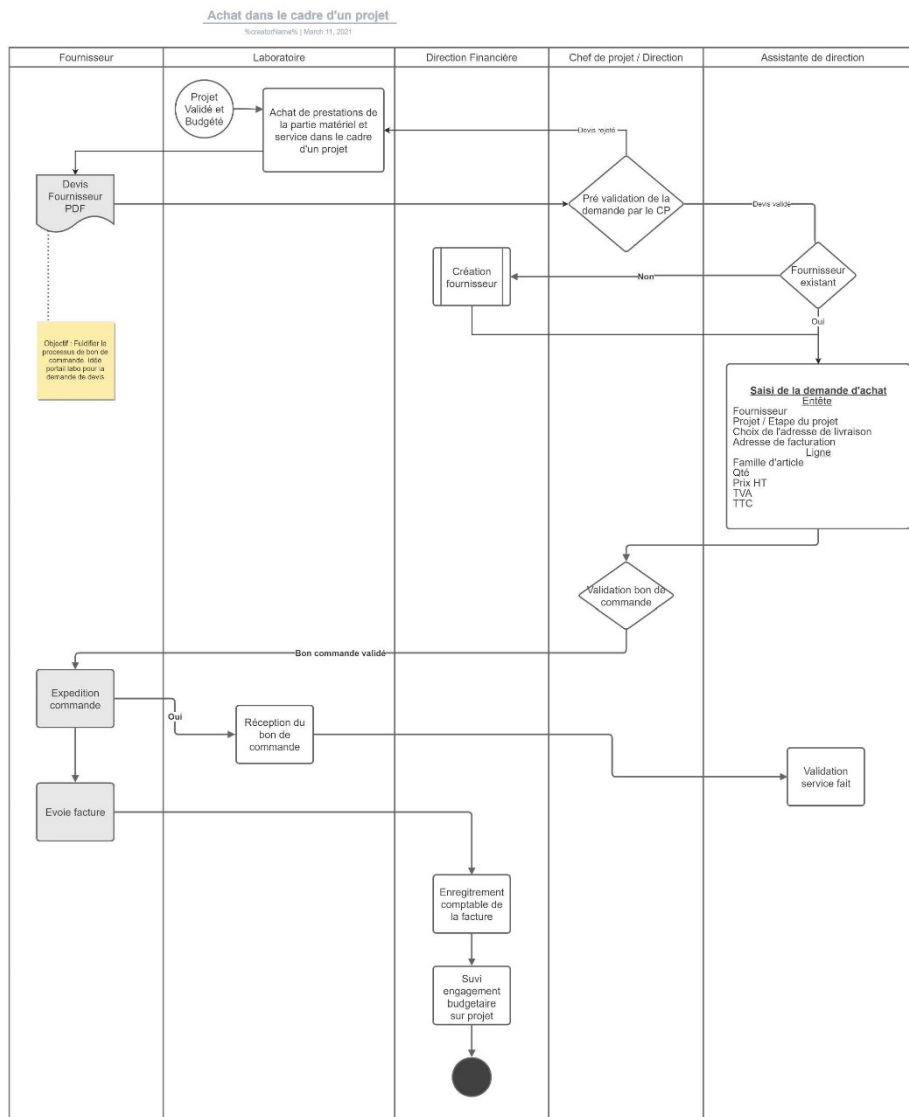 Achat dans le cadre d'un projet
%creatorName% | March 11, 2021
Fournisseur
Laboratoire
Direction Financière
Chef de projet / Direction
Assistante de direction
Projet
Validé et
Budgété
Achat de prestations de
la partie matériel et
service dans le cadre
d'un projet
Devis rejeté
Devis
Fournisseur
PDF
Pré validation de la
demande par le CP
Devis validé
Création
fournisseur
Non
Fournisseur
existant
Oui
Objectif : Fluidifier le
processus de bon de
commande. Idée
portail labo pour la
demande de devis
Saisi de la demande d'achat
Entête
Fournisseur
Projet / Etape du projet
Choix de l'adresse de livraison
Adresse de facturation
Ligne
Famille d'article
Qté
Prix HT
TVA
TTC
Validation bon de
commande
Bon commande validé
Expedition
commande
Oui
Réception du
bon de
commande
Validation
service fait
Evoie facture
Enregitrement
comptable de
la facture
Suvi
engagement
budgetaire
sur projet